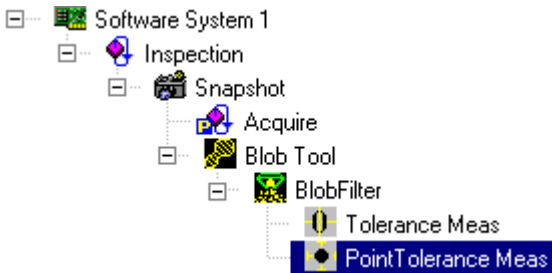 Software System 1
Inspection
Snapshot
Acquire
Blob Tool
BlobFilter
Tolerance Meas
PointTolerance Meas